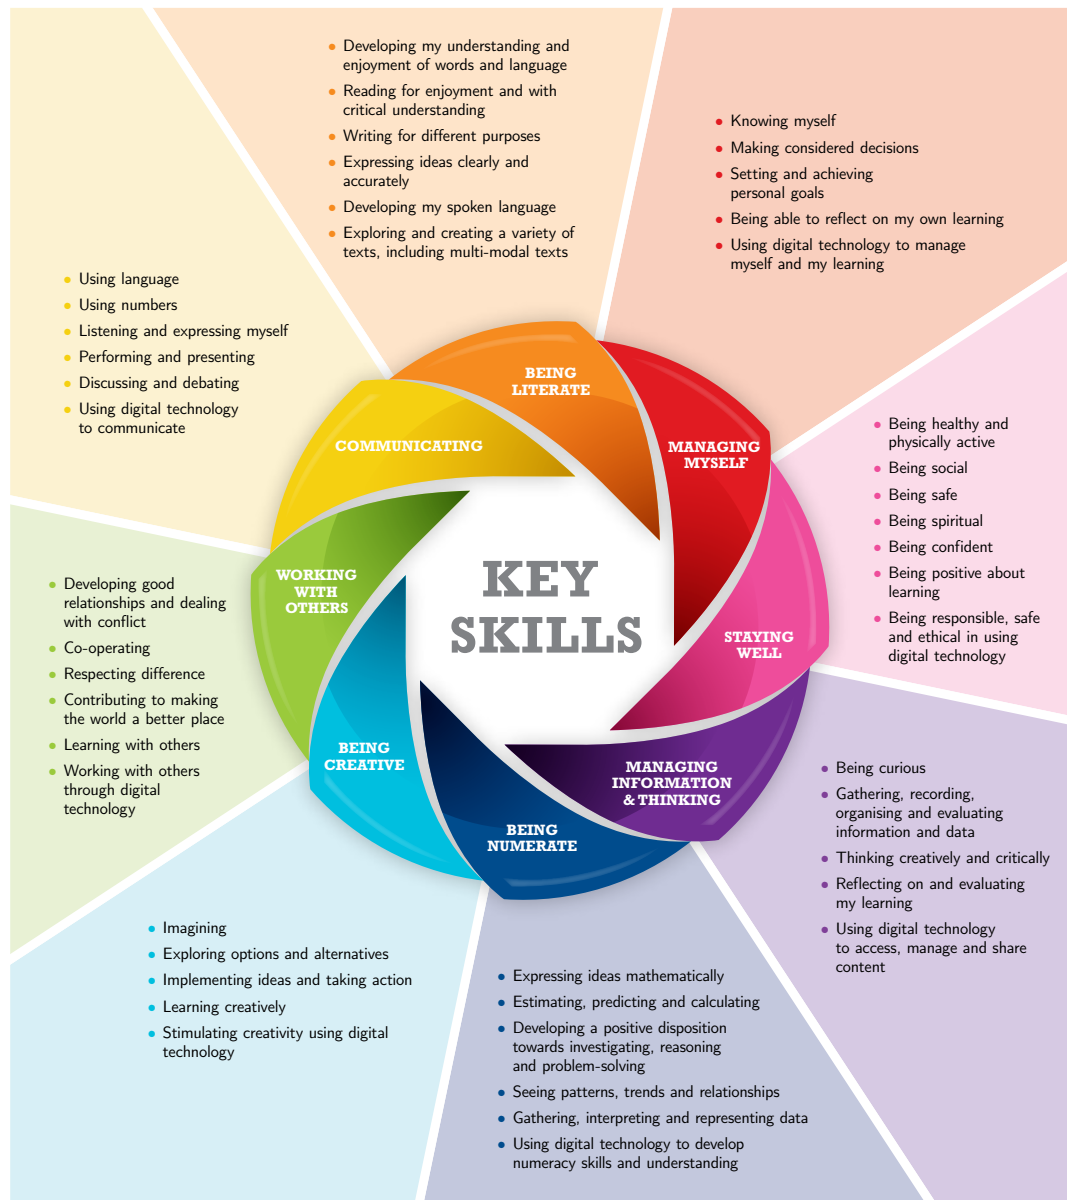 • Developing my understanding and
enjoyment of words and language
• Reading for enjoyment and with
critical understanding
• Writing for different purposes
• Expressing ideas clearly and
accurately
• Developing my spoken language
• Exploring and creating a variety of
texts, including multi-modal texts
• Knowing myself
• Making considered decisions
• Setting and achieving
personal goals
• Being able to reflect on my own learning
• Using digital technology to manage
myself and my learning
• Using language
• Using numbers
• Listening and expressing myself
• Performing and presenting
• Discussing and debating
• Using digital technology
to communicate
BEING
LITERATE
COMMUNICATING
MANAGING
MYSELF
• Being healthy and
physically active
• Being social
• Being safe
• Being spiritual
• Being confident
• Being positive about
learning
• Being responsible, safe
and ethical in using
digital technology
WORKING
WITH
OTHERS
KEY
SKILLS
STAYING
WELL
• Developing good
relationships and dealing
with conflict
• Co-operating
• Respecting difference
• Contributing to making
the world a better place
• Learning with others
• Working with others
through digital
technology
BEING
CREATIVE
MANAGING
INFORMATION
& THINKING
BEING
NUMERATE
• Being curious
• Gathering, recording,
organising and evaluating
information and data
• Thinking creatively and critically
• Reflecting on and evaluating
my learning
• Using digital technology
to access, manage and share
content
• Imagining
• Exploring options and alternatives
• Implementing ideas and taking action
• Learning creatively
• Stimulating creativity using digital
technology
• Expressing ideas mathematically
• Estimating, predicting and calculating
• Developing a positive disposition
towards investigating, reasoning
and problem-solving
• Seeing patterns, trends and relationships
• Gathering, interpreting and representing data
• Using digital technology to develop
numeracy skills and understanding